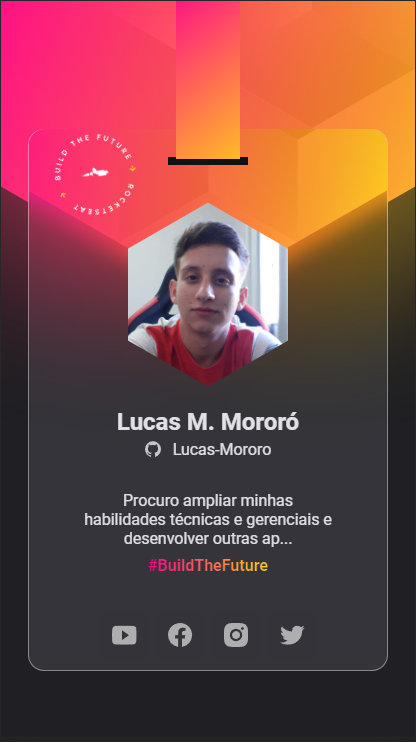 BUILD THE FUTURE
ROCKETSEAT
Lucas M. Mororó
Lucas-Mororo
Procuro ampliar minhas
habilidades técnicas e gerenciais e
desenvolver outras ap...
#BuildTheFuture